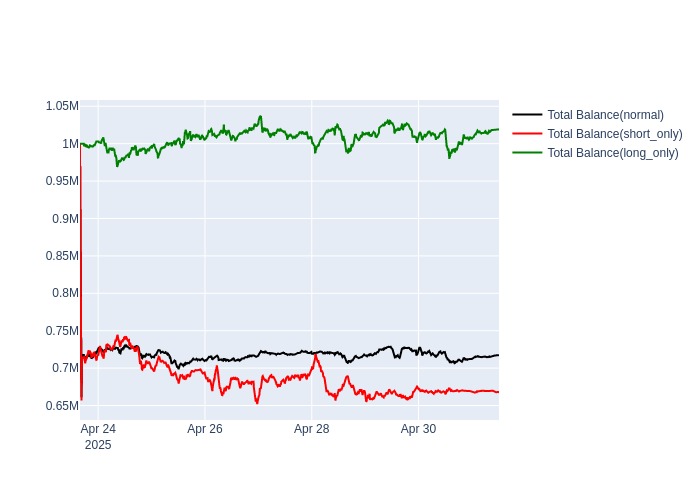 1.05M
1M
0.95M
0.9M
0.85M
0.8M
0.75M
0.7M
0.65M
Apr 24
2025
Apr 26
Apr 28
Apr 30
Total Balance(normal)
Total Balance(short_only)
Total Balance(long_only)